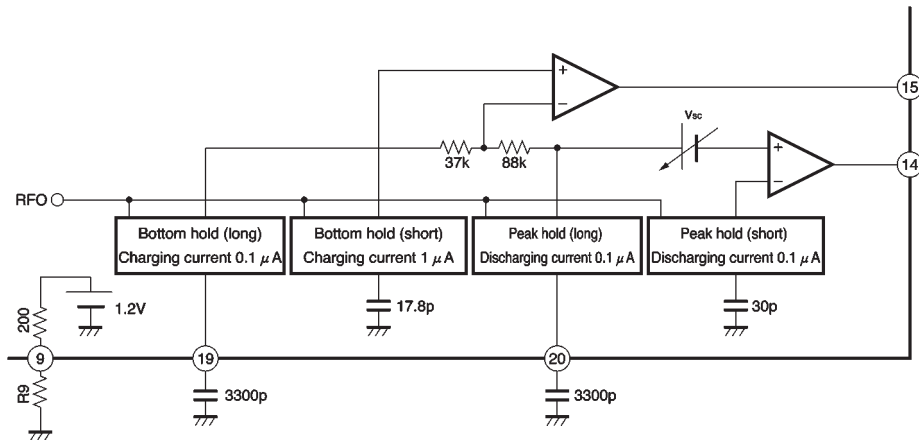 +
−
15
Vsc
37k
88k
+
−
14
RFO
Bottom hold (long)
Charging current 0.1 μA
Bottom hold (short)
Charging current 1 μA
Peak hold (long)
Discharging current 0.1 μA
Peak hold (short)
Discharging current 0.1 μA
200
1.2V
17.8p
30p
9
19
20
R9
3300p
3300p